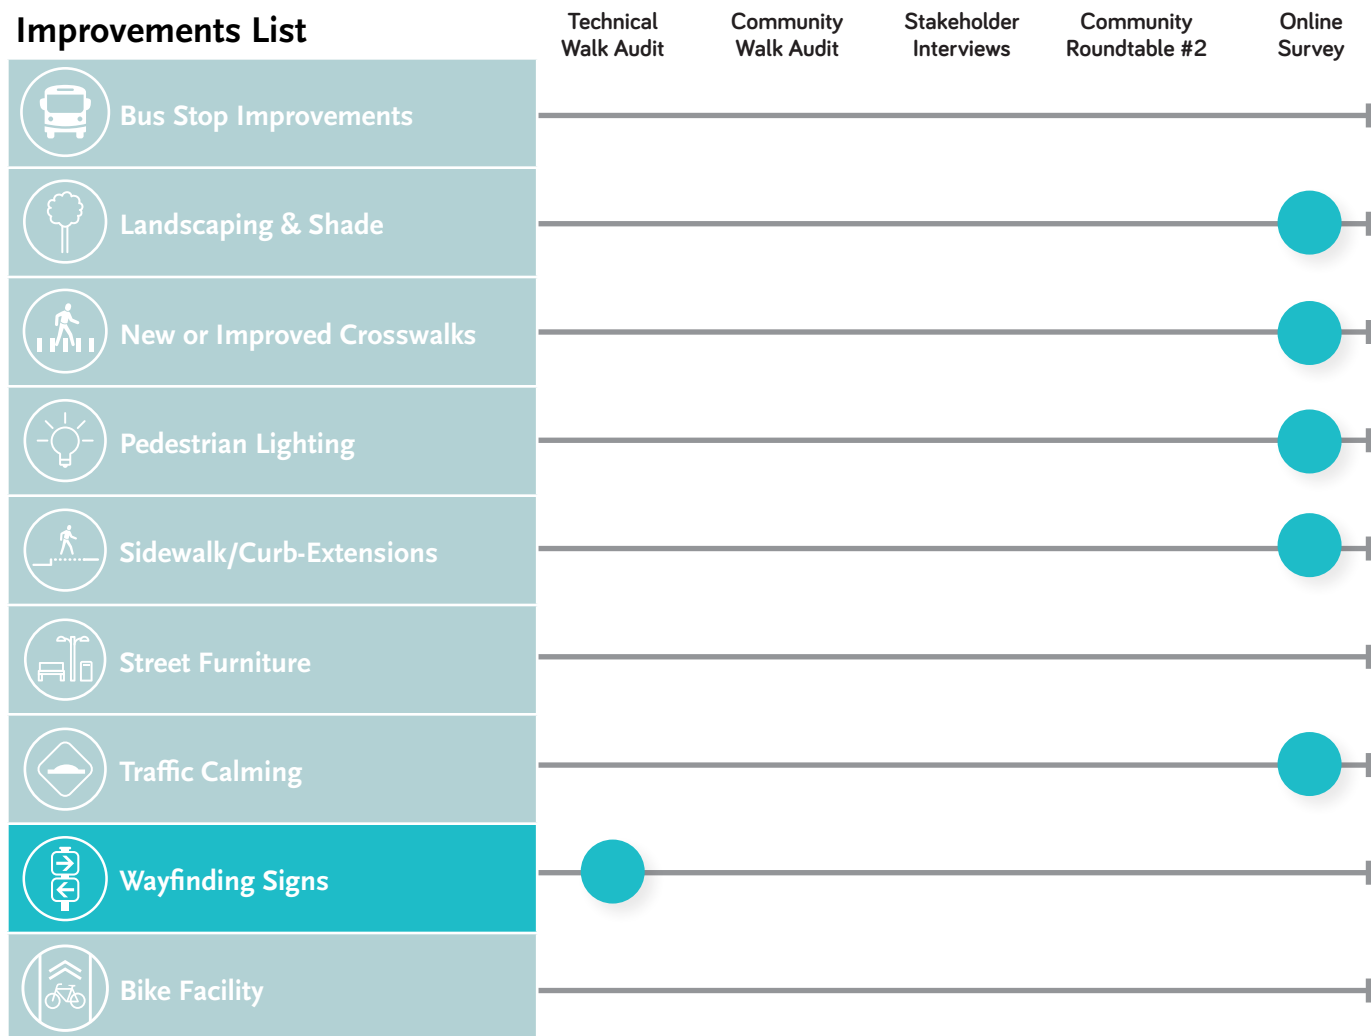 Improvements List
Technical
Walk Audit
Community
Walk Audit
Stakeholder
Interviews
Community
Roundtable #2
Online
Survey
Bus Stop Improvements
Landscaping & Shade
New or Improved Crosswalks
Pedestrian Lighting
Sidewalk/Curb-Extensions
Street Furniture
Traffic Calming
Wayfinding Signs
Bike Facility